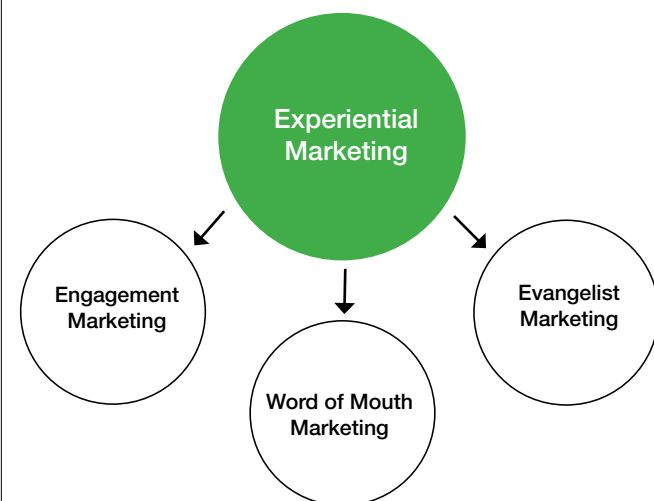 Experiential
Marketing
Engagement
Marketing
Word of Mouth
Marketing
Evangelist
Marketing